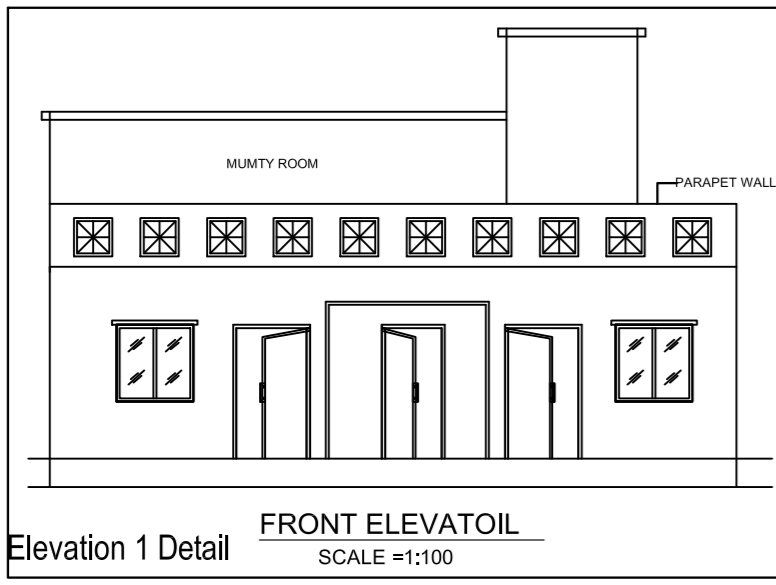 MUMTY ROOM
PARAPET WALL
FRONT ELEVATOIL
Elevation 1 Detail
SCALE =1:100